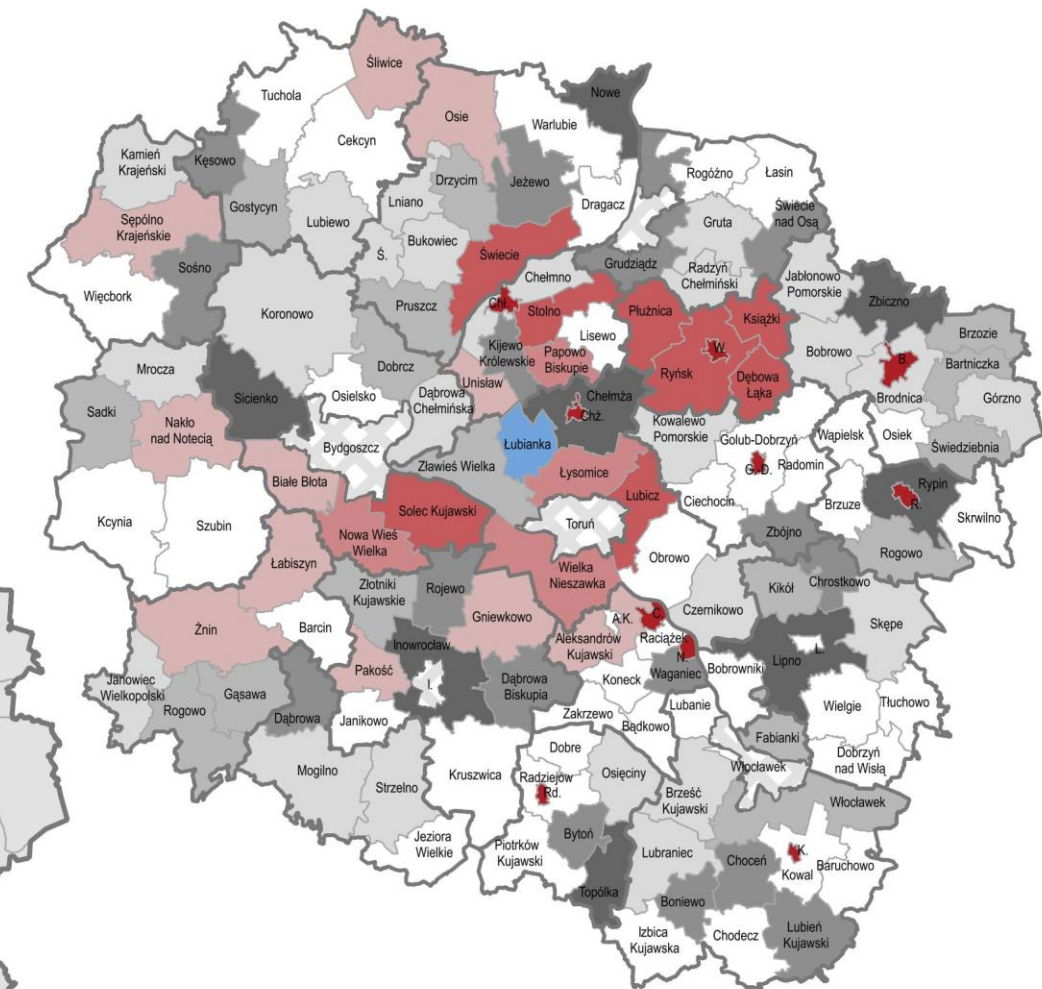 Śliwice
Tuchola
Nowe
Osie
Warlubie
Cekcyn
Kamień
Krajeński
Kęsowo
Rogóźno
Łasin
Drzycim
Jeżewo
Lniano
Dragacz
Gostycyn
Lubiewo
Sępólno
Krajeńskie
Gruta
Świecie
nad Osą
Bukowiec
Ś.
Świecie
Sośno
Grudziądz
Radzyń
Chełmiński
Jabłonowo
Pomorskie
Chełmno
Zbiczno
Więcbork
Koronowo
Pruszcz
Chł.
Stolno
Płużnica
Książki
Brzozie
Lisewo
W.
Kijewo
Królewskie
Papowo
Biskupie
Bobrowo
B.
Bartniczka
Mrocza
Dobrcz
Ryńsk
Dębowa
Łąka
Unisław
Sicienko
Osielsko
Dąbrowa
Chełmińska
Chełmża
Chż.
Brodnica
Górzno
Sadki
Nakło
nad Notecią
Kowalewo
Pomorskie
Golub-Dobrzyń
Wąpielsk
Osiek
Świedziebnia
Bydgoszcz
Łubianka
G.-D.
Radomin
Białe Błota
Zławieś Wielka
Łysomice
Rypin
R.
Lubicz
Ciechocin
Brzuze
Skrwilno
Kcynia
Szubin
Solec Kujawski
Toruń
Nowa Wieś
Wielka
Zbójno
Rogowo
Obrowo
Łabiszyn
Wielka
Nieszawka
Złotniki
Kujawskie
Rojewo
Kikół
Chrostkowo
Czernikowo
Żnin
Barcin
Gniewkowo
A.K.
C.
Skępe
Inowrocław
Aleksandrów
Kujawski
Raciążek
N.
L.
Janowiec
Wielkopolski
Gąsawa
Pakość
Waganiec
Bobrowniki
Lipno
I.
Dąbrowa
Biskupia
Koneck
Rogowo
Dąbrowa
Janikowo
Zakrzewo
Lubanie
Wielgie
Tłuchowo
Bądkowo
Fabianki
Dobre
Dobrzyń
nad Wisłą
Mogilno
Kruszwica
Osięciny
Włocławek
Strzelno
Radziejów
Rd.
Brześć
Kujawski
Włocławek
Jeziora
Wielkie
Piotrków
Kujawski
Bytoń
Lubraniec
K.
Kowal
Baruchowo
Choceń
Topólka
Boniewo
Lubień
Kujawski
Izbica
Kujawska
Chodecz